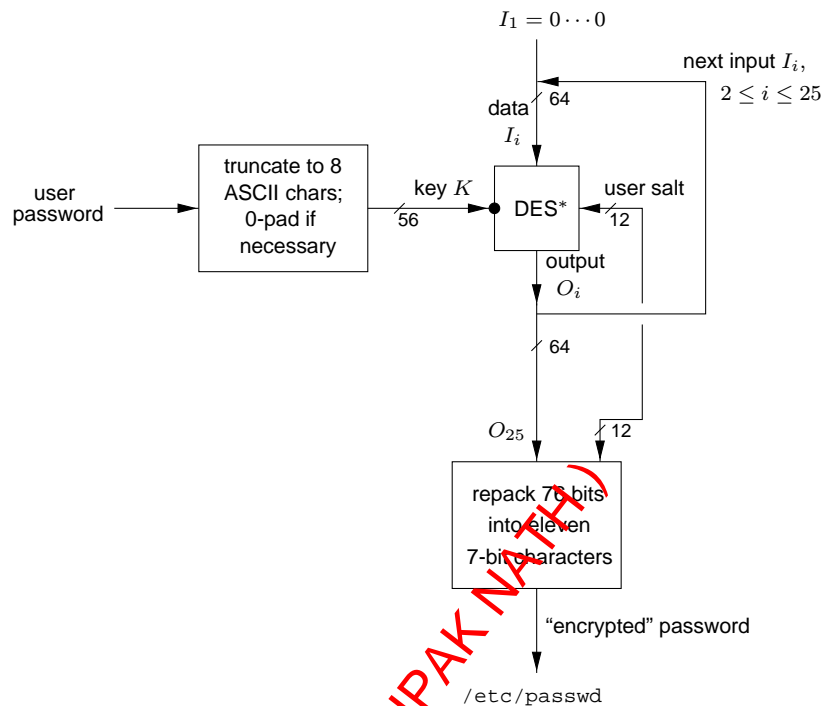 I₁ = 0 ⋯ 0
next input Iᵢ,
2 ≤ i ≤ 25
64
data
Iᵢ
truncate to 8
ASCII chars;
0-pad if
necessary
user
password
key K
56
DES*
user salt
12
output
Oᵢ
64
O₂₅
12
repack 76 bits
into eleven
7-bit characters
"encrypted" password
/etc/passwd
IPAK NATH )